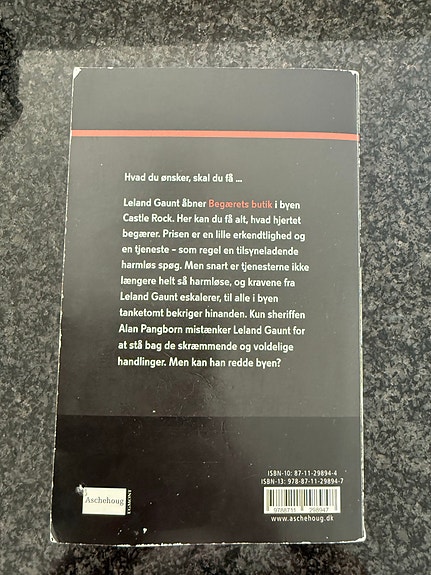 Hvad du ønsker, skal du få ...
Leland Gaunt åbner Begærets butik i byen
Castle Rock. Her kan du få alt, hvad hjertet
begærer. Prisen er en lille erkendtlighed og
en tjeneste – som regel en tilsyneladende
harmløs spøg. Men snart er tjenesterne ikke
længere helt så harmløse, og kravene fra
Leland Gaunt eskalerer, til alle i byen
tanketomt bekriger hinanden. Kun sheriffen
Alan Pangborn mistænker Leland Gaunt for
at stå bag de skræmmende og voldelige
handlinger. Men kan han redde byen?
ISBN-10: 87-11-29894-4
ISBN-13: 978-87-11-29894-7
9788711 298947
www.aschehoug.dk
Aschehoug
EGMONT